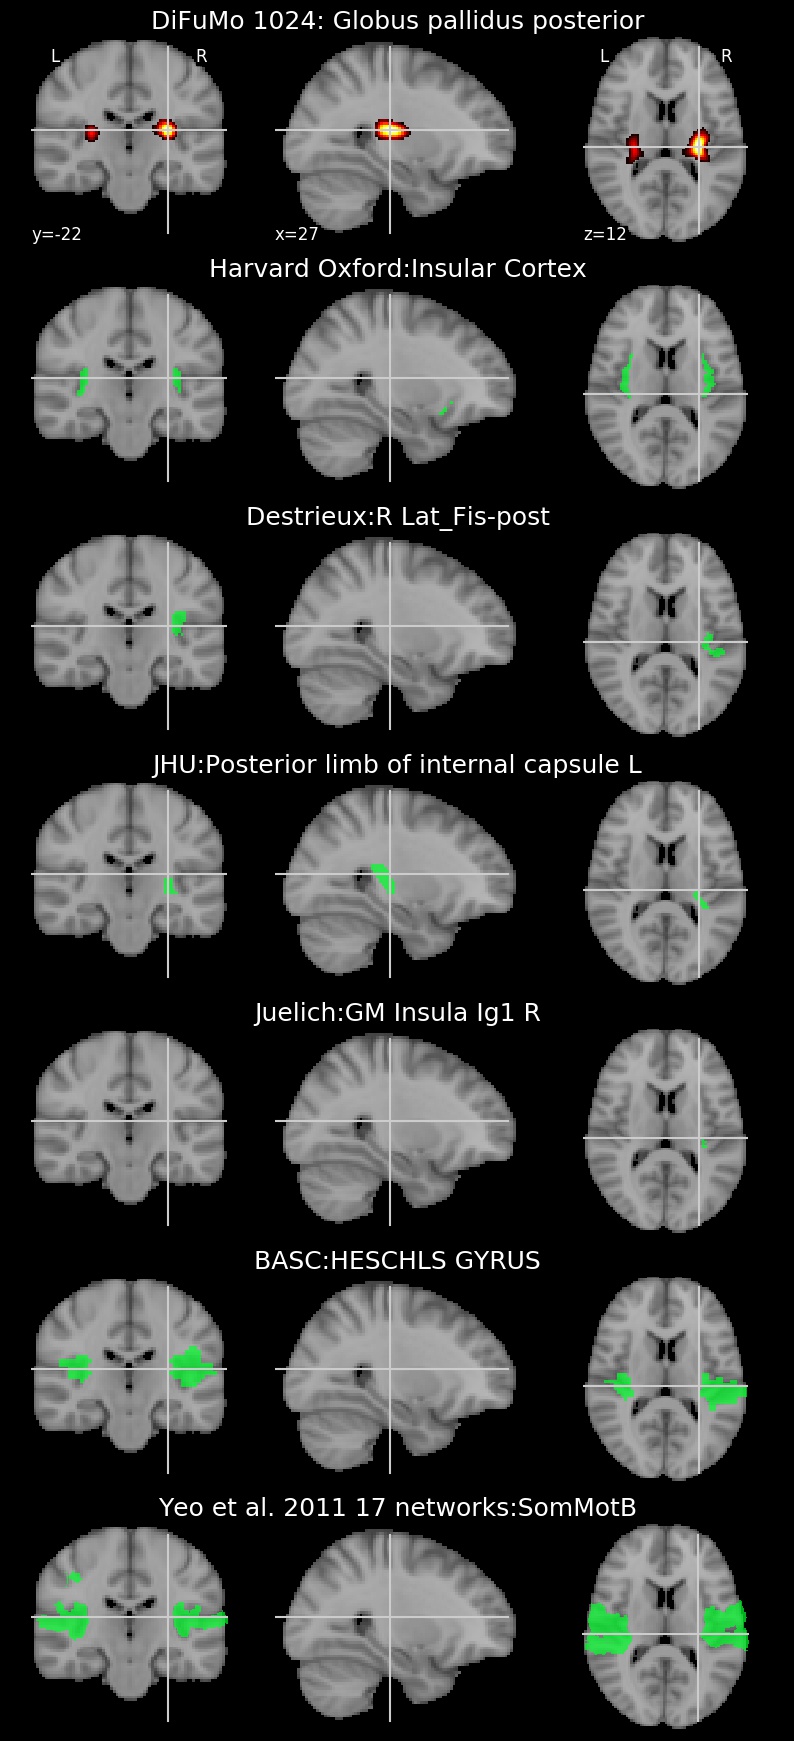 DiFuMo 1024: Globus pallidus posterior
L R L R
y=-22 x=27 z=12
Harvard Oxford:Insular Cortex
Destrieux:R Lat_Fis-post
JHU:Posterior limb of internal capsule L
Juelich:GM Insula Ig1 R
BASC:HESCHLS GYRUS
Yeo et al. 2011 17 networks:SomMotB